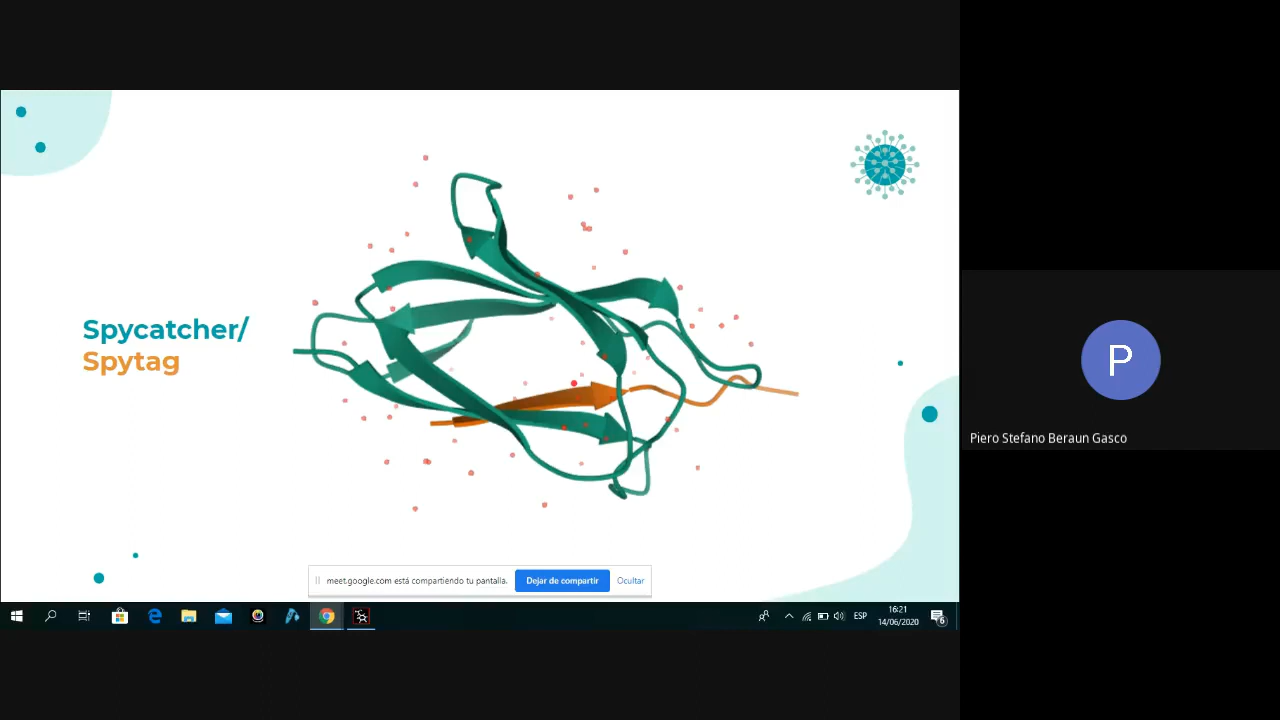 Spycatcher/
Spytag
P
Piero Stefano Beraun Gasco
meet.google.com está compartiendo tu pantalla.
Dejar de compartir
Ocultar
ESP
16:21
14/06/2020
6